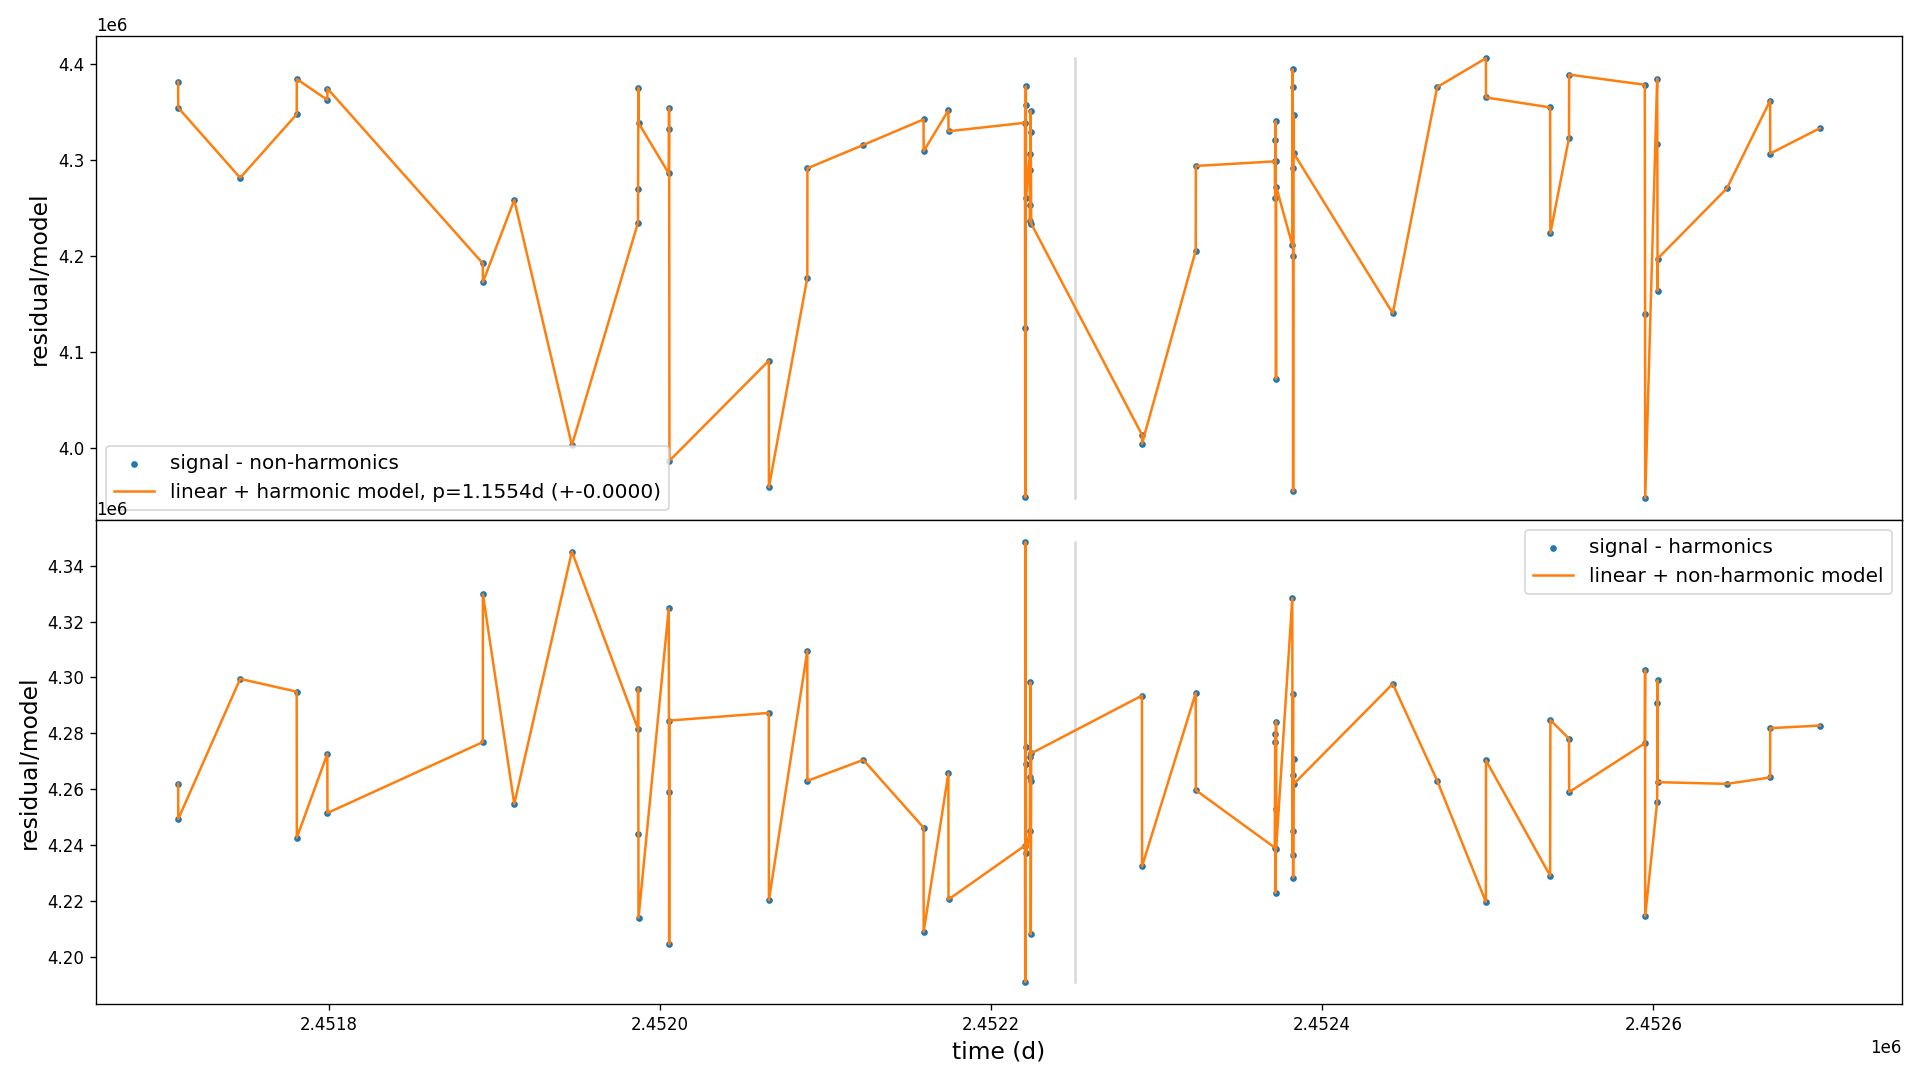 1e6
4.4
4.3
4.2
4.1
4.0
residual/model
signal - non-harmonics
linear + harmonic model, p=1.1554d (+-0.0000)
1e6
4.34
4.32
4.30
4.28
4.26
4.24
4.22
4.20
residual/model
signal - harmonics
linear + non-harmonic model
2.4518
2.4520
2.4522
2.4524
2.4526
time (d)
1e6